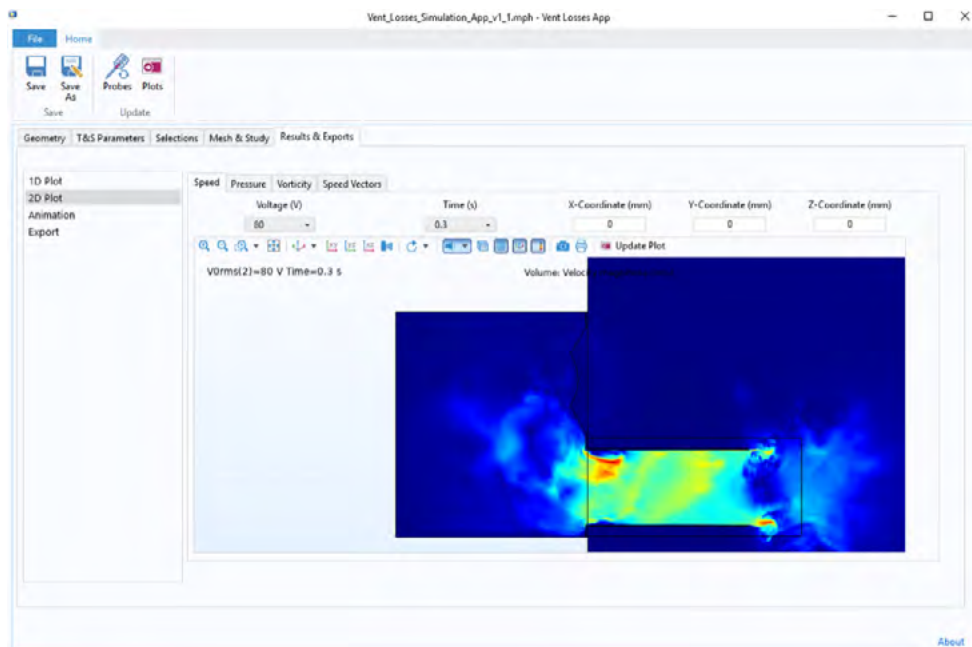 Vent_Losses_Simulation_App_v1_1.mph - Vent Losses App
File Home
Save Save As Probes Plots
Save Update
Geometry T&S Parameters Selections Mesh & Study Results & Exports
1D Plot
2D Plot
Animation
Export
Speed Pressure Vorticity Speed Vectors
Voltage (V) Time (s) X-Coordinate (mm) Y-Coordinate (mm) Z-Coordinate (mm)
80 0.3 0 0 0
Update Plot
V0rms(2)=80 V Time=0.3 s
Volume:
About